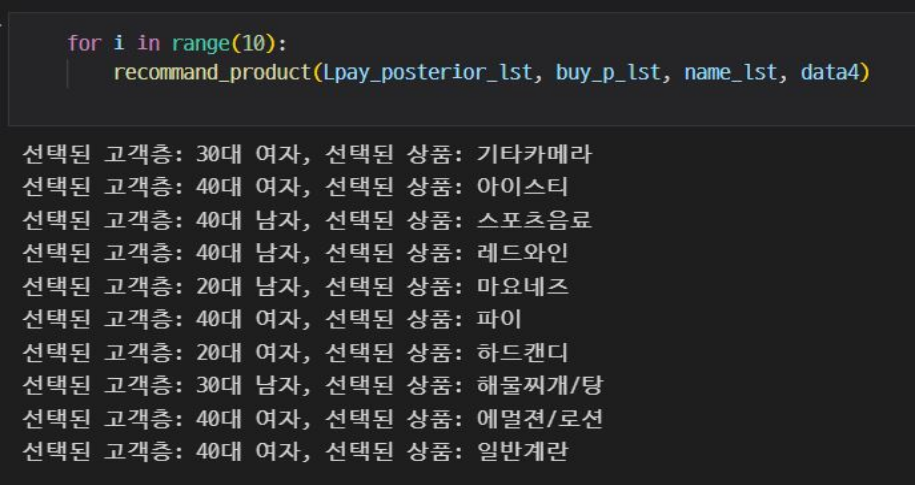 for i in range(10):
recommand_product(Lpay_posterior_lst, buy_p_lst, name_lst, data4)
선택된 고객층: 30대 여자, 선택된 상품: 기타카메라
선택된 고객층: 40대 여자, 선택된 상품: 아이스티
선택된 고객층: 40대 남자, 선택된 상품: 스포츠음료
선택된 고객층: 40대 남자, 선택된 상품: 레드와인
선택된 고객층: 20대 남자, 선택된 상품: 마요네즈
선택된 고객층: 40대 여자, 선택된 상품: 파이
선택된 고객층: 20대 여자, 선택된 상품: 하드캔디
선택된 고객층: 30대 남자, 선택된 상품: 해물찌개/탕
선택된 고객층: 40대 여자, 선택된 상품: 에멀젼/로션
선택된 고객층: 40대 여자, 선택된 상품: 일반계란